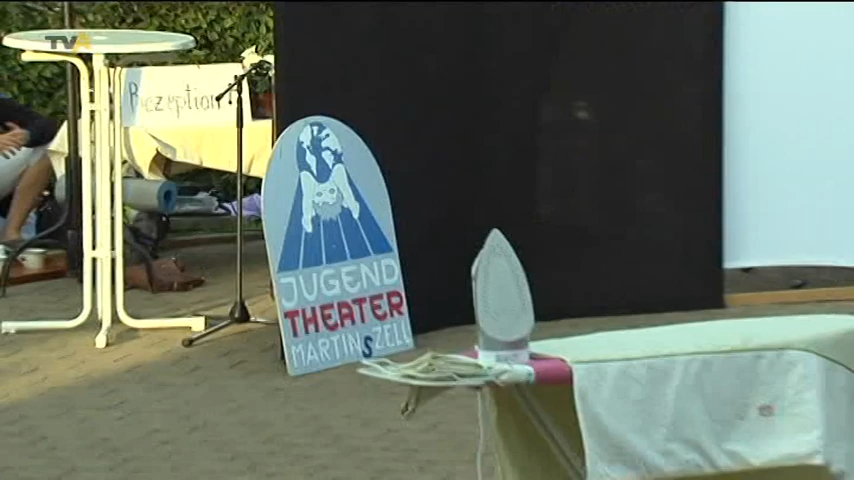 TVA
Rezeption
JUGEND
THEATER
MARTINSZELL